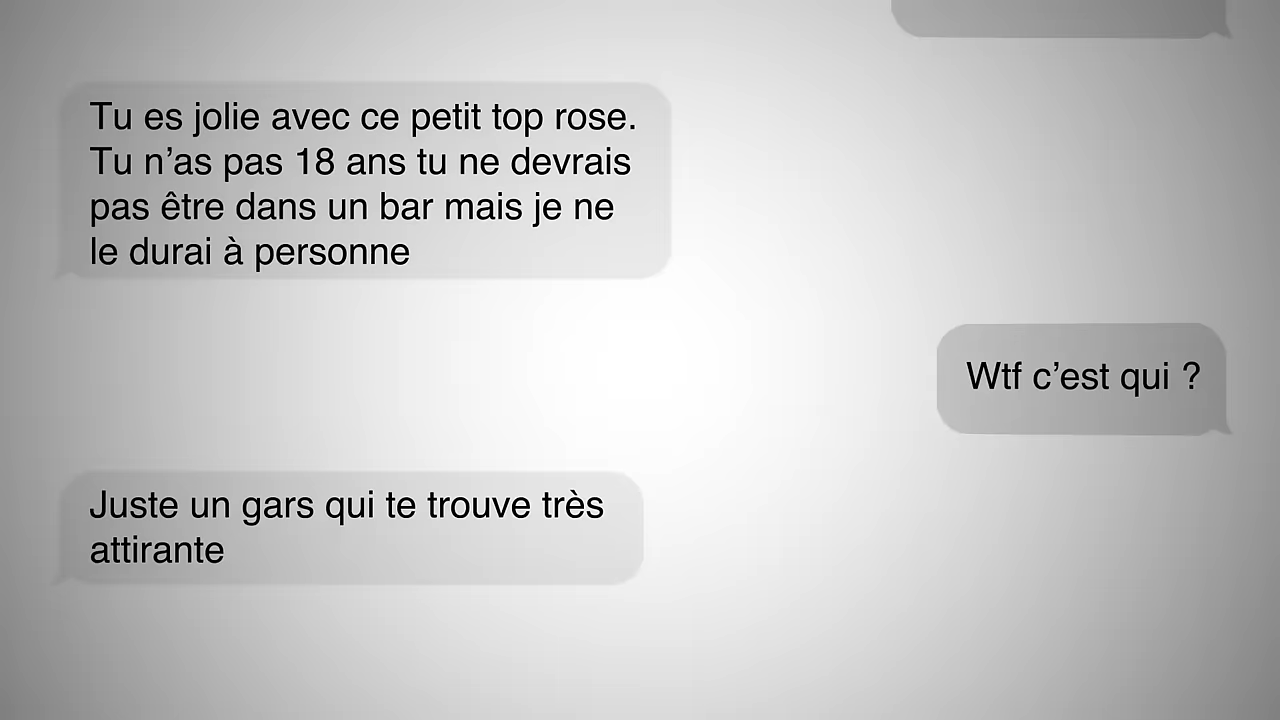 Tu es jolie avec ce petit top rose.
Tu n'as pas 18 ans tu ne devrais
pas être dans un bar mais je ne
le durai à personne
Wtf c'est qui ?
Juste un gars qui te trouve très
attirante